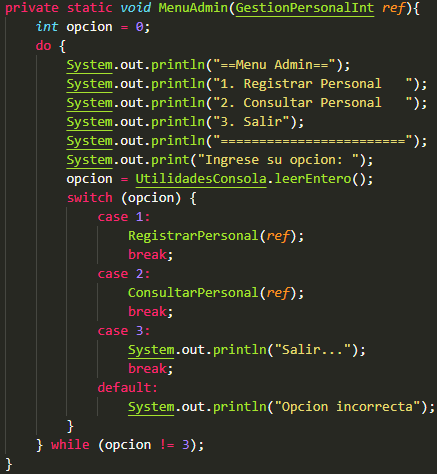 private static void MenuAdmin(GestionPersonalInt ref){
    int opcion = 0;
    do {
        System.out.println("==Menu Admin==");
        System.out.println("1. Registrar Personal   ");
        System.out.println("2. Consultar Personal   ");
        System.out.println("3. Salir");
        System.out.println("========================");
        System.out.print("Ingrese su opcion: ");
        opcion = UtilidadesConsola.leerEntero();
        switch (opcion) {
            case 1:
                RegistrarPersonal(ref);
                break;
            case 2:
                ConsultarPersonal(ref);
                break;
            case 3:
                System.out.println("Salir...");
                break;
            default:
                System.out.println("Opcion incorrecta");
        }
    } while (opcion != 3);
}